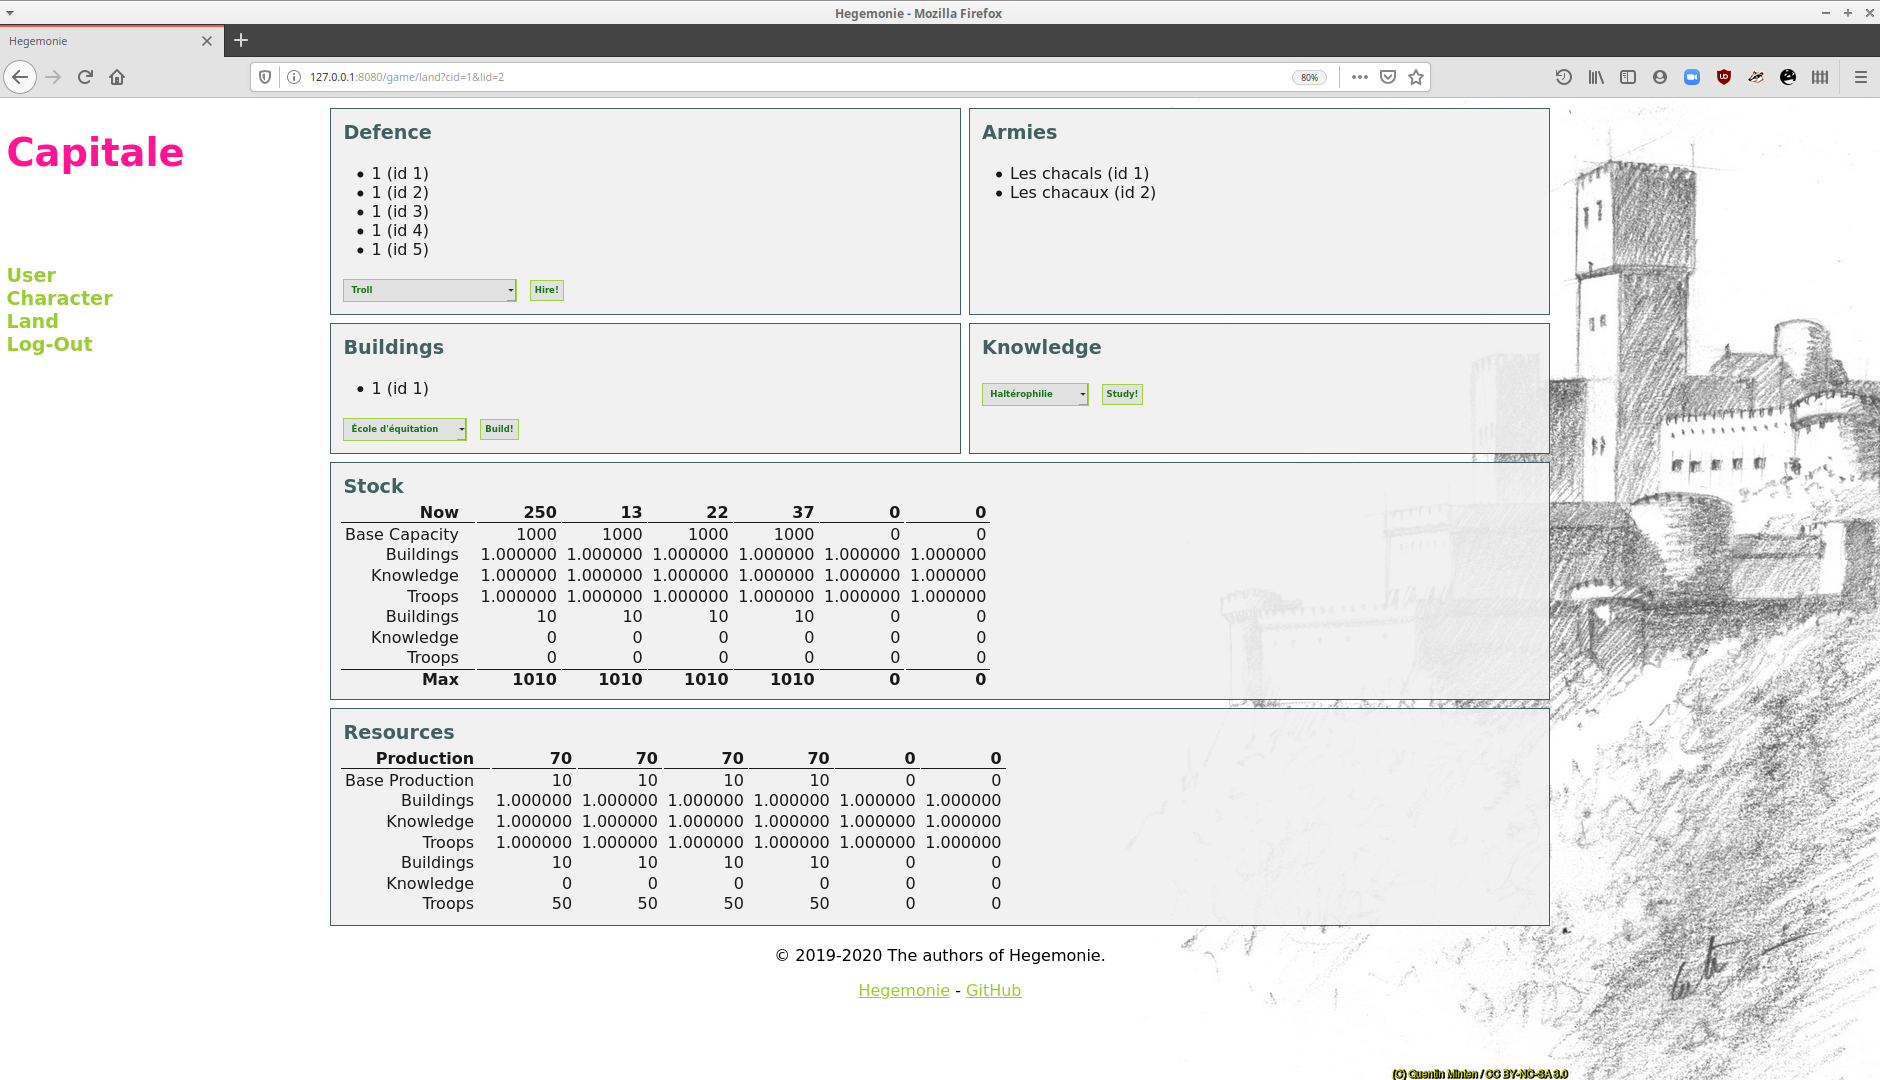 Hegemonie - Mozilla Firefox
Hegemonie
127.0.0.1:8080/game/land?cid=1&lid=2
80%
Capitale
User
Character
Land
Log-Out
Defence
1 (id 1)
1 (id 2)
1 (id 3)
1 (id 4)
1 (id 5)
Troll Hire!
Armies
Les chacals (id 1)
Les chacaux (id 2)
Buildings
1 (id 1)
École d'équitation Build!
Knowledge
Haltérophilie Study!
Stock
Now 250 13 22 37 0 0
Base Capacity 1000 1000 1000 1000 0 0
Buildings 1.000000 1.000000 1.000000 1.000000 1.000000 1.000000
Knowledge 1.000000 1.000000 1.000000 1.000000 1.000000 1.000000
Troops 1.000000 1.000000 1.000000 1.000000 1.000000 1.000000
Buildings 10 10 10 10 0 0
Knowledge 0 0 0 0 0 0
Troops 0 0 0 0 0 0
Max 1010 1010 1010 1010 0 0
Resources
Production 70 70 70 70 0 0
Base Production 10 10 10 10 0 0
Buildings 1.000000 1.000000 1.000000 1.000000 1.000000 1.000000
Knowledge 1.000000 1.000000 1.000000 1.000000 1.000000 1.000000
Troops 1.000000 1.000000 1.000000 1.000000 1.000000 1.000000
Buildings 10 10 10 10 0 0
Knowledge 0 0 0 0 0 0
Troops 50 50 50 50 0 0
© 2019-2020 The authors of Hegemonie.
Hegemonie - GitHub
(C) Quentin Minten / CC BY-NC-SA 3.0